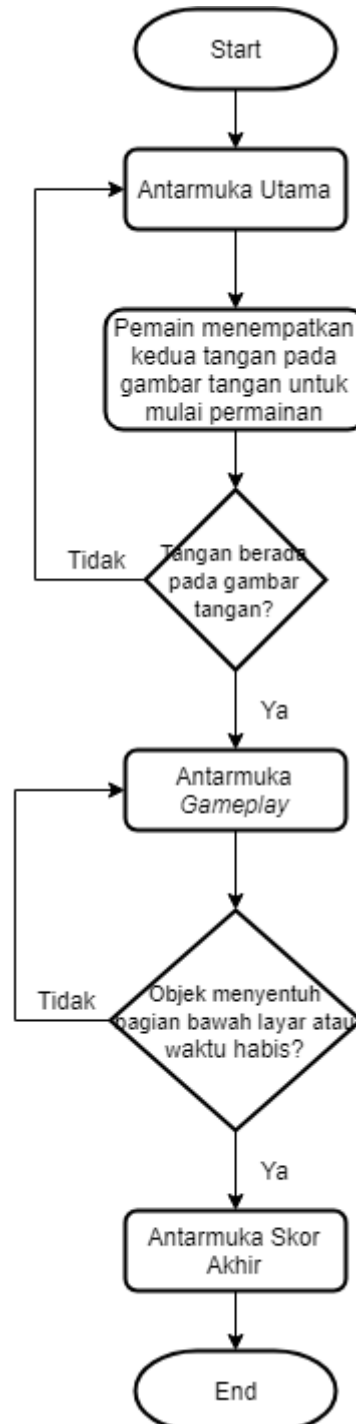 Start
Antarmuka Utama
Pemain menempatkan
kedua tangan pada
gambar tangan untuk
mulai permainan
Tidak
Tangan berada
pada gambar
tangan?
Ya
Antarmuka
Gameplay
Tidak
Objek menyentuh
bagian bawah layar atau
waktu habis?
Ya
Antarmuka Skor
Akhir
End